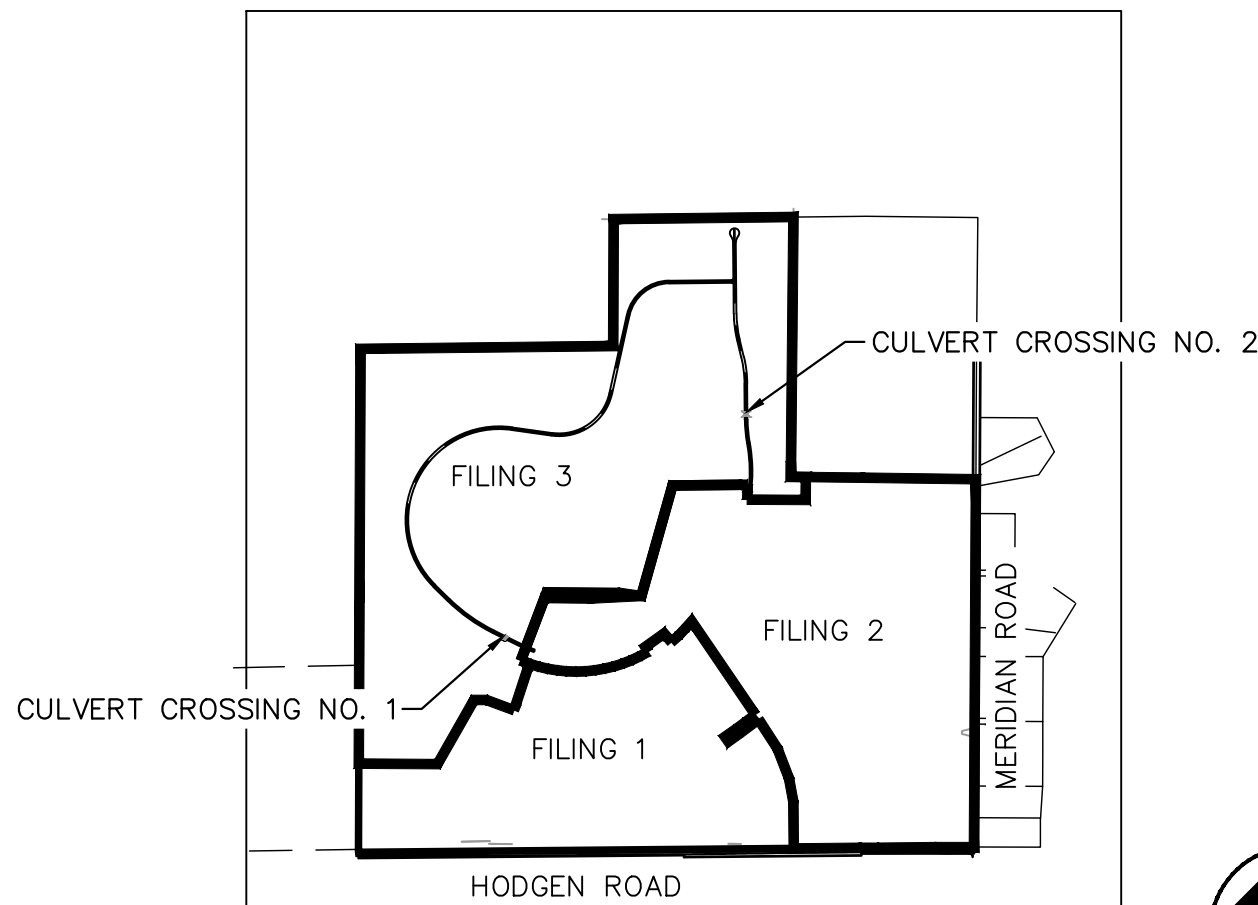 CULVERT CROSSING NO. 2
FILING 3
FILING 2
MERIDIAN ROAD
CULVERT CROSSING NO. 1
FILING 1
HODGEN ROAD